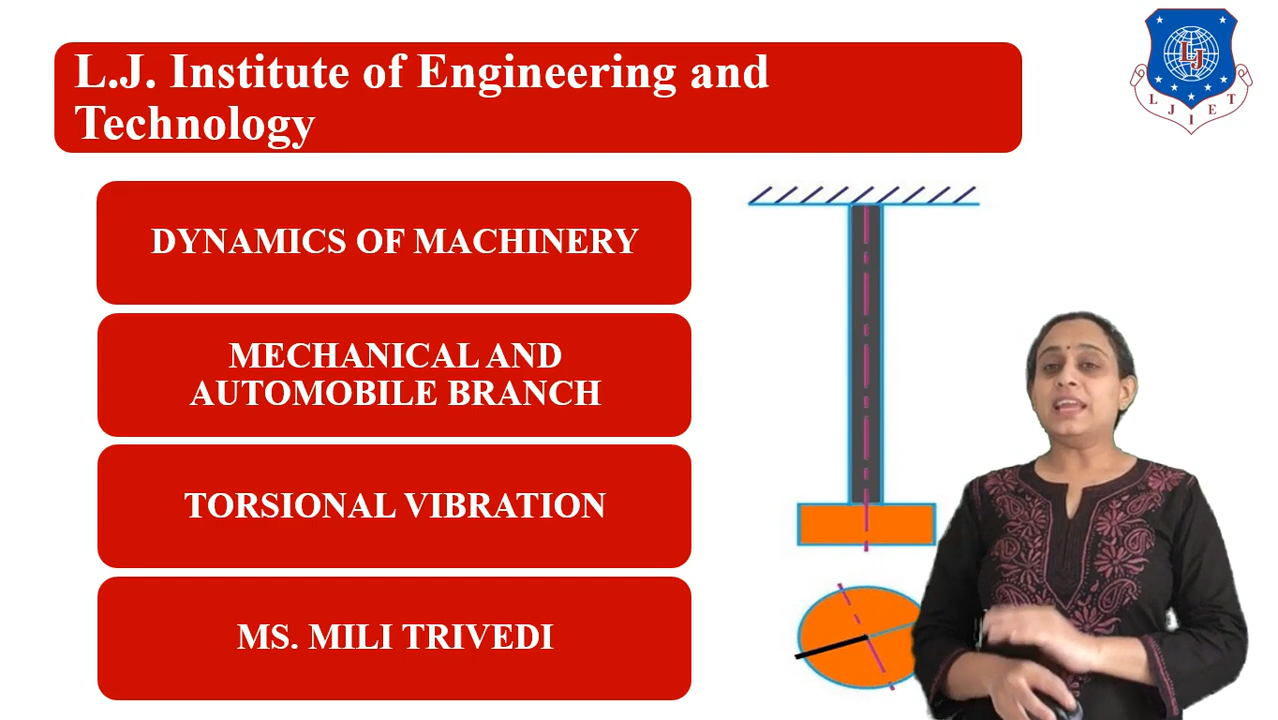 L.J. Institute of Engineering and
Technology
DYNAMICS OF MACHINERY
MECHANICAL AND
AUTOMOBILE BRANCH
TORSIONAL VIBRATION
MS. MILI TRIVEDI
LJ
L J I E T